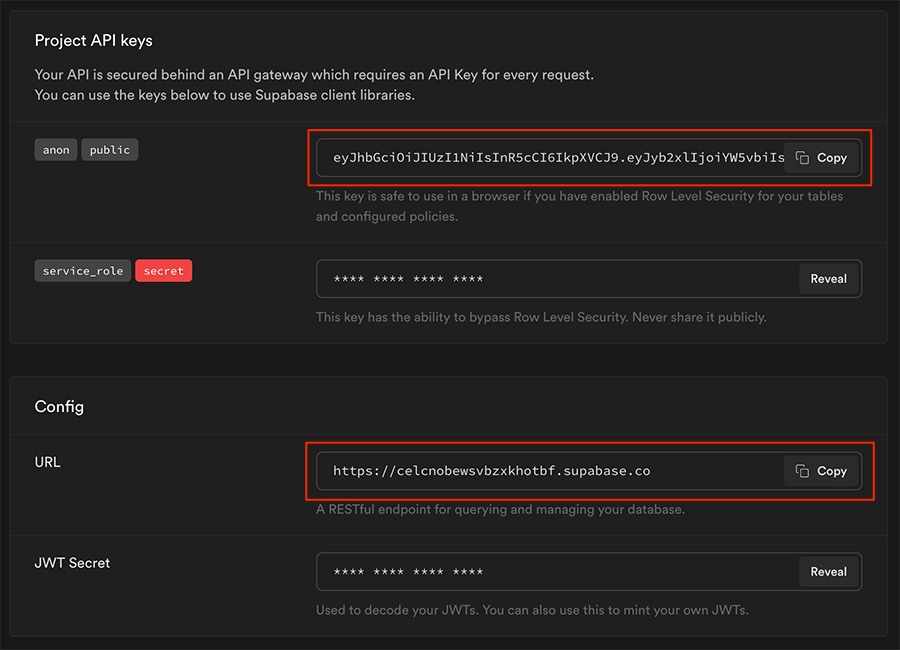 Project API keys
Your API is secured behind an API gateway which requires an API Key for every request.
You can use the keys below to use Supabase client libraries.
anon public
eyJhbGciOiJIUzI1NiIsInR5cCI6IkpXVCJ9.eyJyb2xlIjoiYW5vbiIs Copy
This key is safe to use in a browser if you have enabled Row Level Security for your tables
and configured policies.
service_role secret
**** **** **** **** Reveal
This key has the ability to bypass Row Level Security. Never share it publicly.
Config
URL
https://celcnobewsvbzxkhotbf.supabase.co Copy
A RESTful endpoint for querying and managing your database.
JWT Secret
**** **** **** **** Reveal
Used to decode your JWTs. You can also use this to mint your own JWTs.